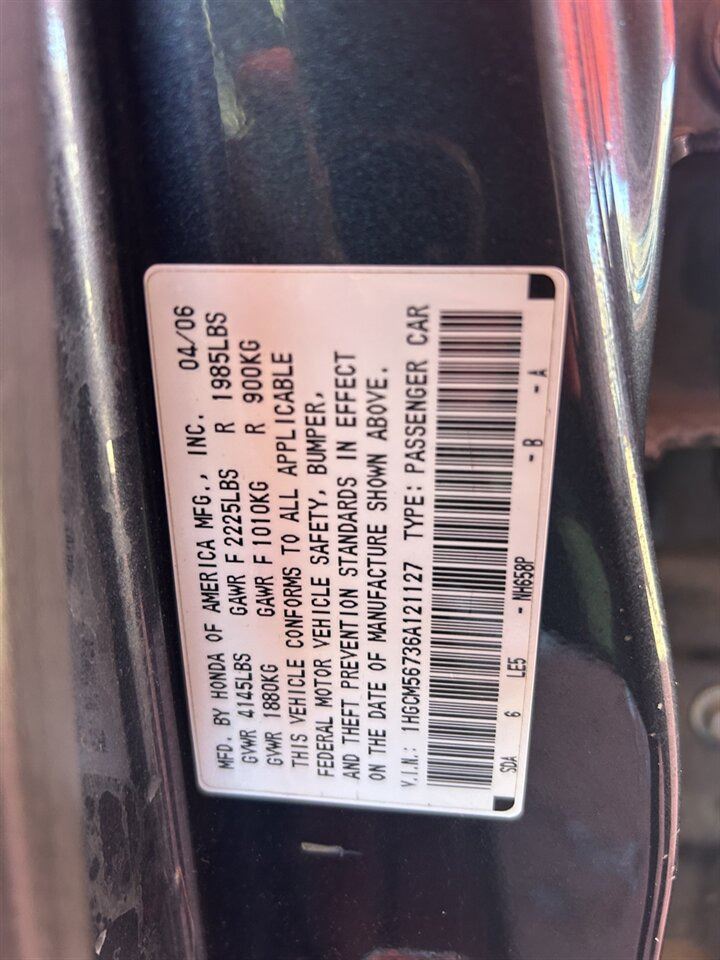 MFD. BY HONDA OF AMERICA MFG., INC. 04/06
GVWR 4145LBS GAWR F 2225LBS R 1985LBS
GVWR 1880KG GAWR F 1010KG R 900KG
THIS VEHICLE CONFORMS TO ALL APPLICABLE
FEDERAL MOTOR VEHICLE SAFETY, BUMPER,
AND THEFT PREVENTION STANDARDS IN EFFECT
ON THE DATE OF MANUFACTURE SHOWN ABOVE.
V.I.N.: 1HGCM56736A121127 TYPE: PASSENGER CAR
SDA 6 LE5 - NH658P - B - A